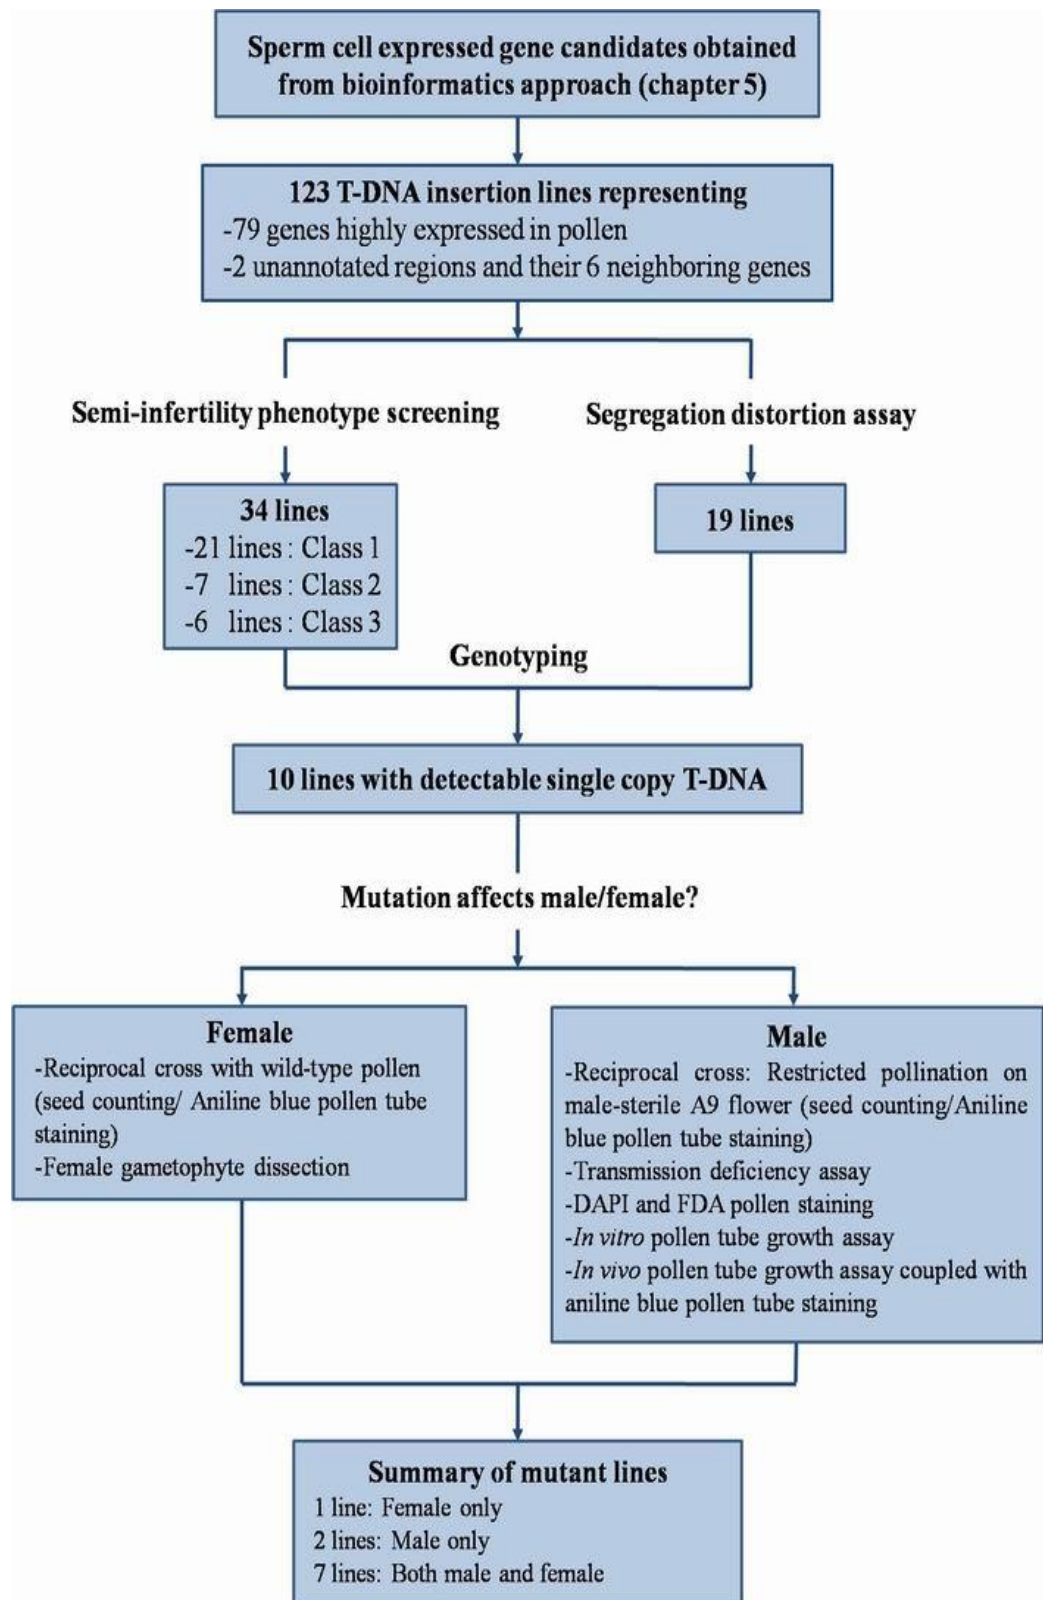 Sperm cell expressed gene candidates obtained
from bioinformatics approach (chapter 5)
123 T-DNA insertion lines representing
-79 genes highly expressed in pollen
-2 unannotated regions and their 6 neighboring genes
Semi-infertility phenotype screening
Segregation distortion assay
34 lines
-21 lines : Class 1
-7 lines : Class 2
-6 lines : Class 3
19 lines
Genotyping
10 lines with detectable single copy T-DNA
Mutation affects male/female?
Female
-Reciprocal cross with wild-type pollen
(seed counting/ Aniline blue pollen tube
staining)
-Female gametophyte dissection
Male
-Reciprocal cross: Restricted pollination on
male-sterile A9 flower (seed counting/Aniline
blue pollen tube staining)
-Transmission deficiency assay
-DAPI and FDA pollen staining
-In vitro pollen tube growth assay
-In vivo pollen tube growth assay coupled with
aniline blue pollen tube staining
Summary of mutant lines
1 line: Female only
2 lines: Male only
7 lines: Both male and female